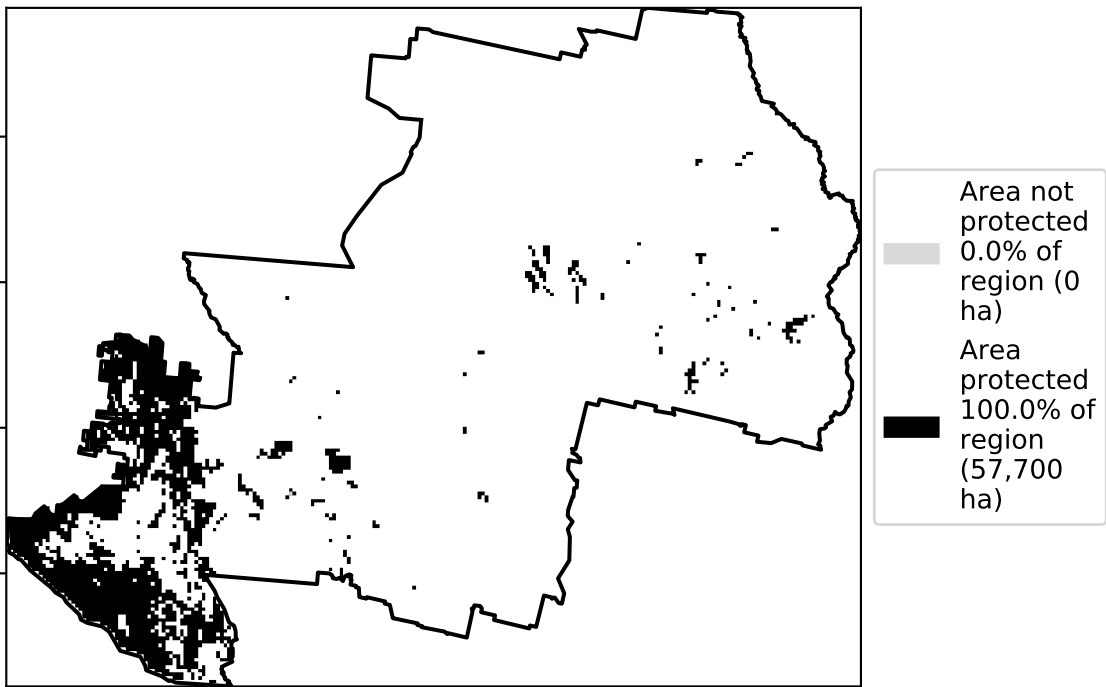 Area not
protected
0.0% of
region (0
ha)
Area
protected
100.0% of
region
(57,700
ha)